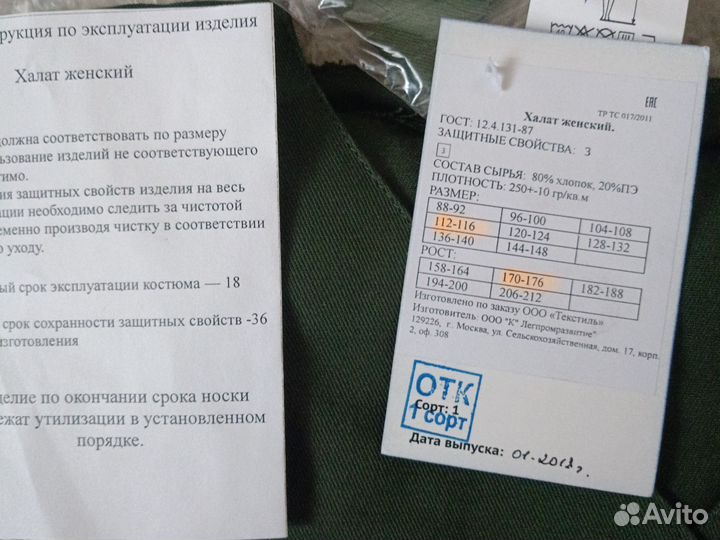 рукция по эксплуатации изделия
Халат женский
должна соответствовать по размеру
льзование изделий не соответствующего
тимо.
ия защитных свойств изделия на весь
ации необходимо следить за чистотой
еменно производя чистку в соответствии
о уходу.
ый срок эксплуатации костюма — 18
срок сохранности защитных свойств -36
изготовления
делие по окончании срока носки
ежат утилизации в установленном
порядке.
ЕАС
ТР ТС 017/2011
Халат женский.
ГОСТ: 12.4.131-87
ЗАЩИТНЫЕ СВОЙСТВА: З
З
СОСТАВ СЫРЬЯ: 80% хлопок, 20%ПЭ
ПЛОТНОСТЬ: 250+-10 гр/кв.м
РАЗМЕР:
88-92 96-100 104-108
112-116 120-124 128-132
136-140 144-148
РОСТ:
158-164 170-176 182-188
194-200 206-212
Изготовлено по заказу ООО «Текстиль»
Изготовитель: ООО "К" Легпромразвитие"
129226, г. Москва, ул. Сельскохозяйственная, дом. 17, корп.
2, оф. 308
ОТК
Сорт: 1
1 сорт
Дата выпуска: 01-2018г.
Avito